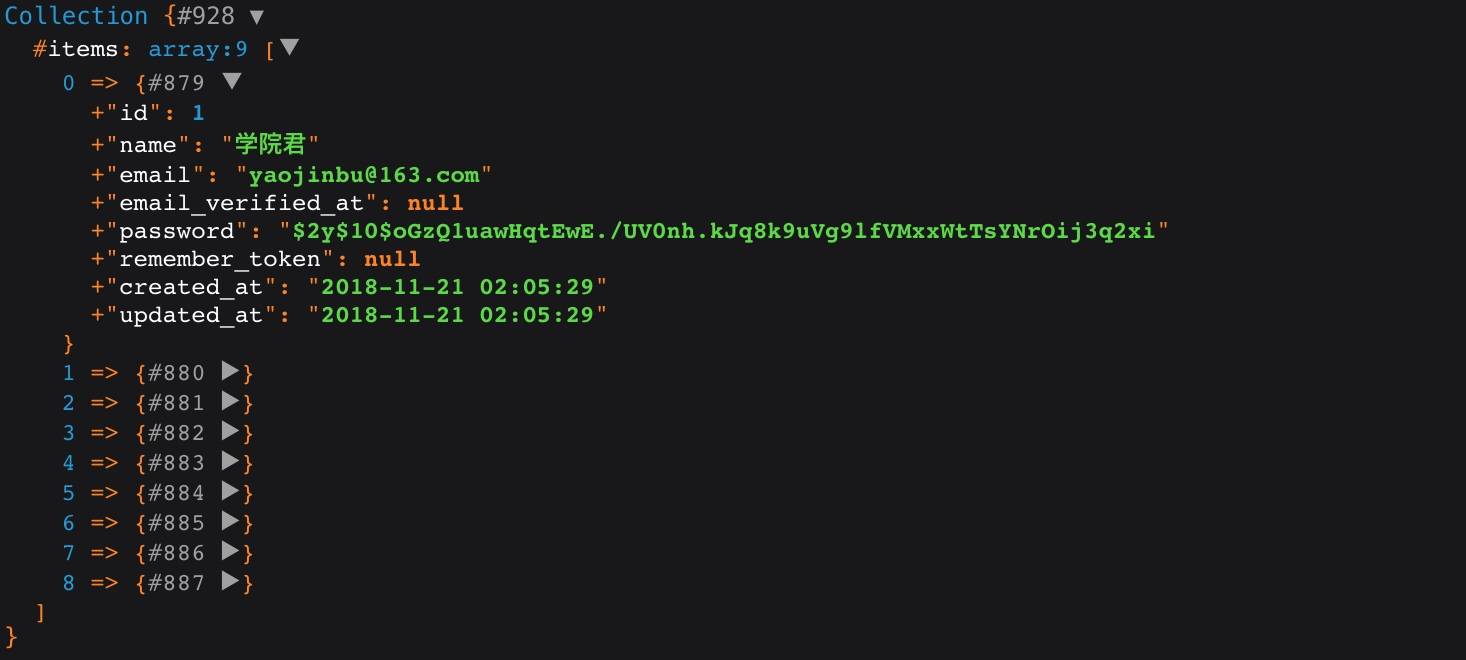 Collection {#928 ▼
#items: array:9 [▼
0 => {#879 ▼
+"id": 1
+"name": "学院君"
+"email": "yaojinbu@163.com"
+"email_verified_at": null
+"password": "$2y$10$oGzQ1uawHqtEwE./UV0nh.kJq8k9uVg9lfVMxxWtTsYNrOij3q2xi"
+"remember_token": null
+"created_at": "2018-11-21 02:05:29"
+"updated_at": "2018-11-21 02:05:29"
}
1 => {#880 ▶}
2 => {#881 ▶}
3 => {#882 ▶}
4 => {#883 ▶}
5 => {#884 ▶}
6 => {#885 ▶}
7 => {#886 ▶}
8 => {#887 ▶}
]
}